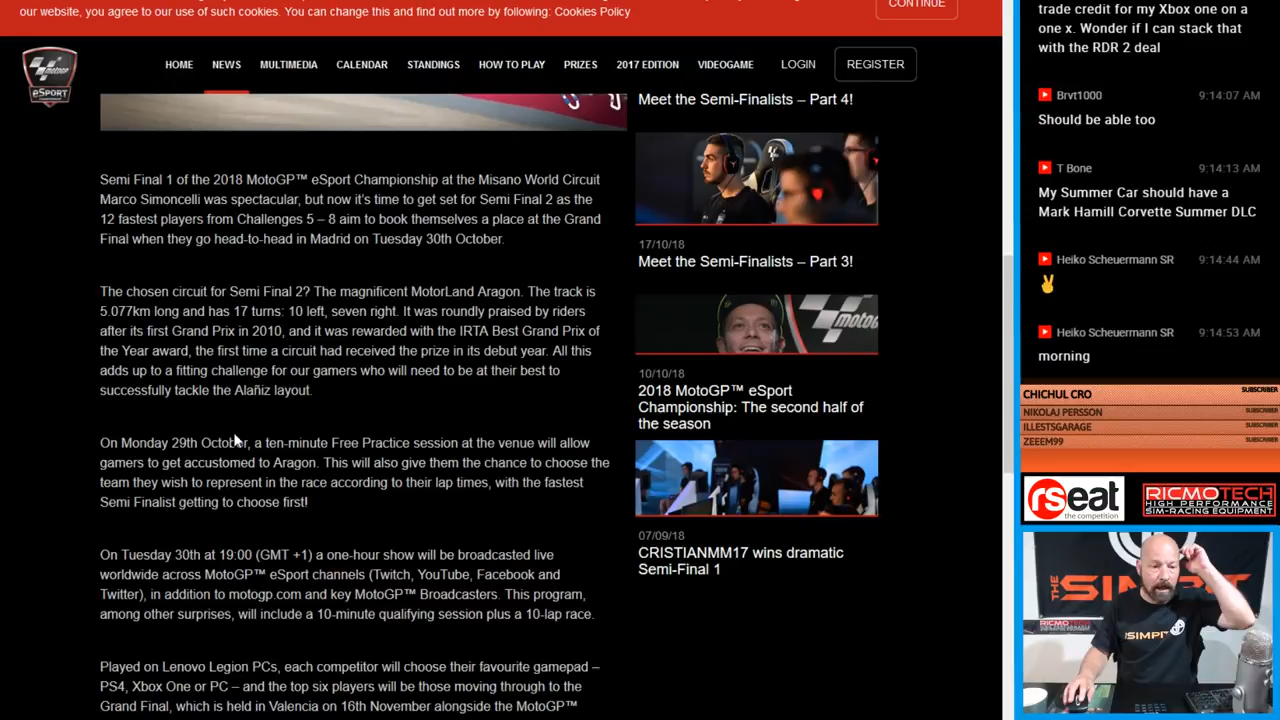 our website, you agree to our use of such cookies. You can change this and find out more by following: Cookies Policy
CONTINUE
HOME
NEWS
MULTIMEDIA
CALENDAR
STANDINGS
HOW TO PLAY
PRIZES
2017 EDITION
VIDEOGAME
LOGIN
REGISTER
eSport
Semi Final 1 of the 2018 MotoGP™ eSport Championship at the Misano World Circuit
Marco Simoncelli was spectacular, but now it's time to get set for Semi Final 2 as the
12 fastest players from Challenges 5 – 8 aim to book themselves a place at the Grand
Final when they go head-to-head in Madrid on Tuesday 30th October.
The chosen circuit for Semi Final 2? The magnificent MotorLand Aragon. The track is
5.077km long and has 17 turns: 10 left, seven right. It was roundly praised by riders
after its first Grand Prix in 2010, and it was rewarded with the IRTA Best Grand Prix of
the Year award, the first time a circuit had received the prize in its debut year. All this
adds up to a fitting challenge for our gamers who will need to be at their best to
successfully tackle the Alañiz layout.
On Monday 29th October, a ten-minute Free Practice session at the venue will allow
gamers to get accustomed to Aragon. This will also give them the chance to choose the
team they wish to represent in the race according to their lap times, with the fastest
Semi Finalist getting to choose first!
On Tuesday 30th at 19:00 (GMT +1) a one-hour show will be broadcasted live
worldwide across MotoGP™ eSport channels (Twitch, YouTube, Facebook and
Twitter), in addition to motogp.com and key MotoGP™ Broadcasters. This program,
among other surprises, will include a 10-minute qualifying session plus a 10-lap race.
Played on Lenovo Legion PCs, each competitor will choose their favourite gamepad –
PS4, Xbox One or PC – and the top six players will be those moving through to the
Grand Final, which is held in Valencia on 16th November alongside the MotoGP™
Meet the Semi-Finalists – Part 4!
17/10/18
Meet the Semi-Finalists – Part 3!
10/10/18
2018 MotoGP™ eSport
Championship: The second half of
the season
07/09/18
CRISTIANMM17 wins dramatic
Semi-Final 1
trade credit for my Xbox one on a
one x. Wonder if I can stack that
with the RDR 2 deal
Brvt1000 9:14:07 AM
Should be able too
T Bone 9:14:13 AM
My Summer Car should have a
Mark Hamill Corvette Summer DLC
Heiko Scheuermann SR 9:14:44 AM
✌
Heiko Scheuermann SR 9:14:53 AM
morning
CHICHUL CRO SUBSCRIBER
NIKOLAJ PERSSON SUBSCRIBER
ILLESTSGARAGE SUBSCRIBER
ZEEEM99 SUBSCRIBER
rseat
the competition
RICMOTECH
HIGH PERFORMANCE
SIM-RACING EQUIPMENT
THE SIMPIT
RICMOTECH